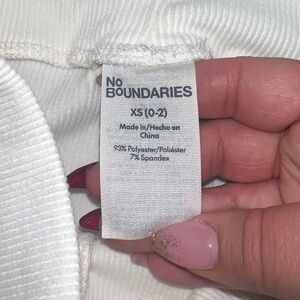 No
BOUNDARIES
XS (0-2)
Made in/Hecho en
China
93% Polyester/Poliéster
7% Spandex